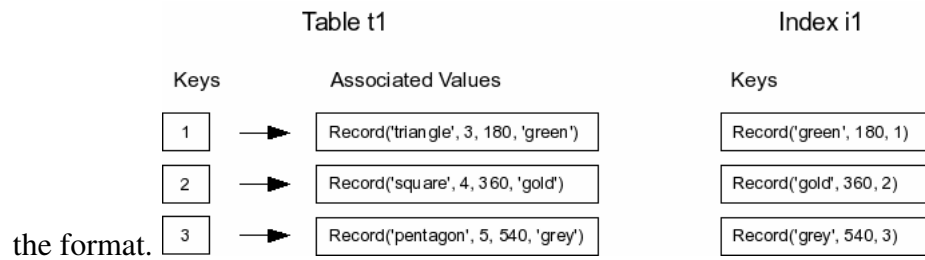 Table t1 Index i1
Keys Associated Values Keys
1 Record('triangle', 3, 180, 'green') Record('green', 180, 1)
2 Record('square', 4, 360, 'gold') Record('gold', 360, 2)
the format. 3 Record('pentagon', 5, 540, 'grey') Record('grey', 540, 3)